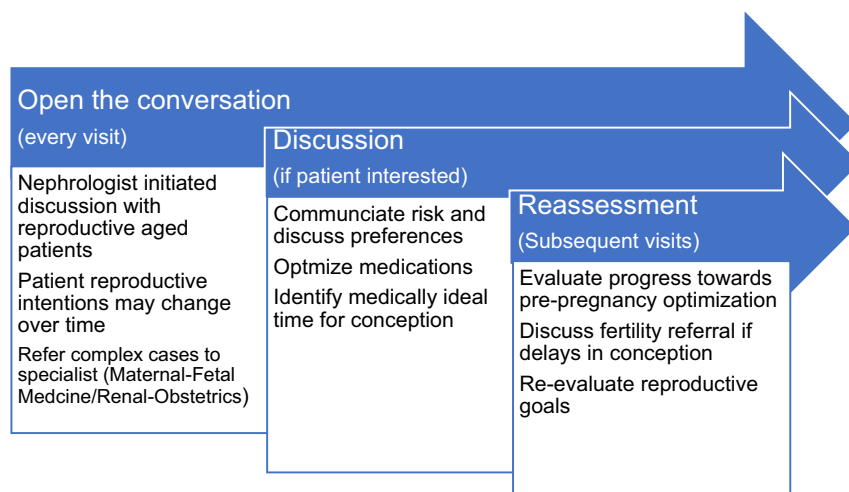 Open the conversation
(every visit)
Nephrologist initiated
discussion with
reproductive aged
patients
Patient reproductive
intentions may change
over time
Refer complex cases to
specialist (Maternal-Fetal
Medcine/Renal-Obstetrics)
Discussion
(if patient interested)
Communciate risk and
discuss preferences
Optmize medications
Identify medically ideal
time for conception
Reassessment
(Subsequent visits)
Evaluate progress towards
pre-pregnancy optimization
Discuss fertility referral if
delays in conception
Re-evaluate reproductive
goals